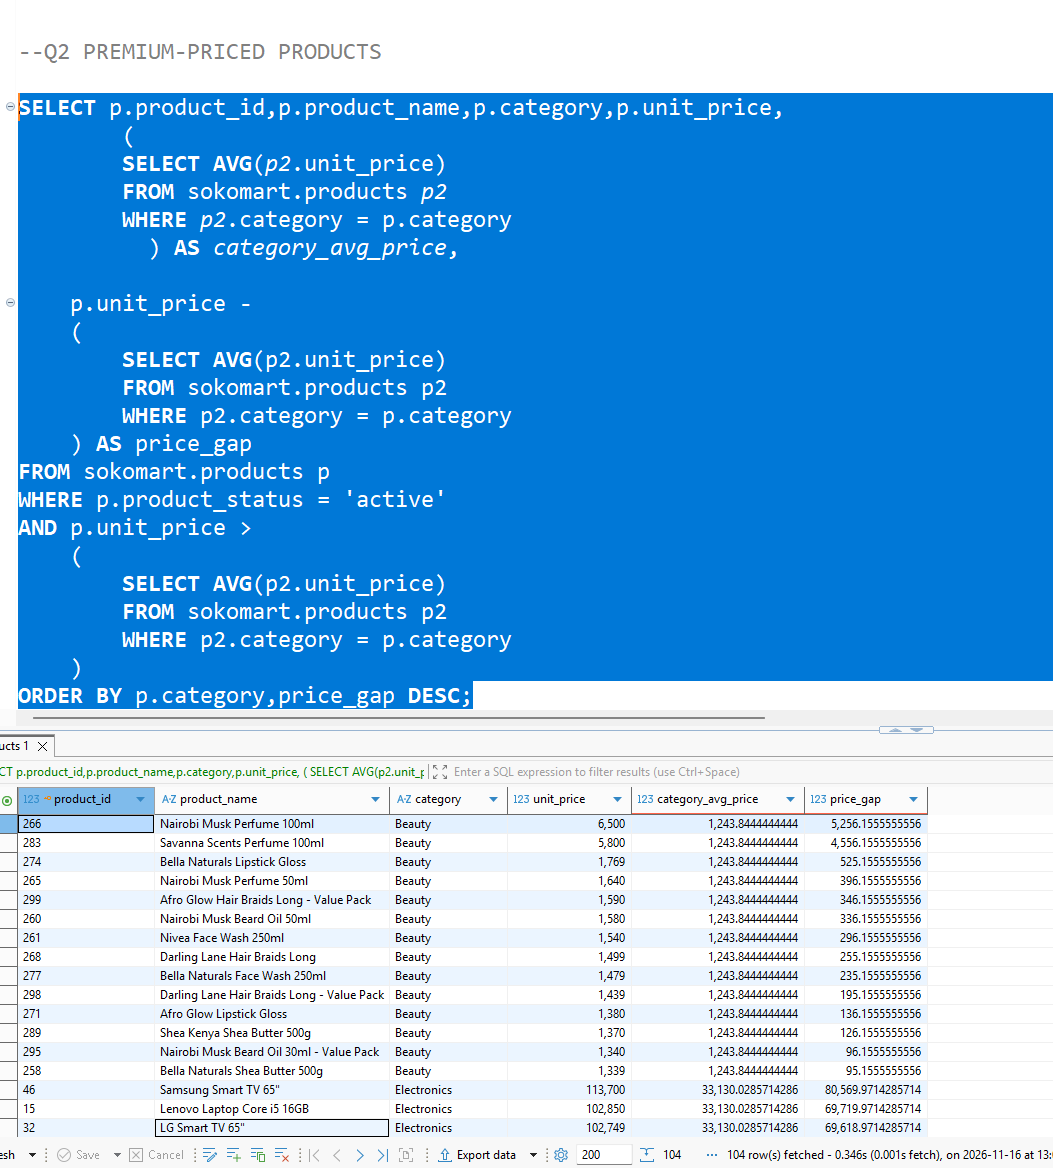 --Q2 PREMIUM-PRICED PRODUCTS
SELECT p.product_id,p.product_name,p.category,p.unit_price,
(
SELECT AVG(p2.unit_price)
FROM sokomart.products p2
WHERE p2.category = p.category
) AS category_avg_price,
p.unit_price -
(
SELECT AVG(p2.unit_price)
FROM sokomart.products p2
WHERE p2.category = p.category
) AS price_gap
FROM sokomart.products p
WHERE p.product_status = 'active'
AND p.unit_price >
(
SELECT AVG(p2.unit_price)
FROM sokomart.products p2
WHERE p2.category = p.category
)
ORDER BY p.category,price_gap DESC;
ucts 1
CT p.product_id,p.product_name,p.category,p.unit_price, ( SELECT AVG(p2.unit_p Enter a SQL expression to filter results (use Ctrl+Space)
123 product_id A-Z product_name A-Z category 123 unit_price 123 category_avg_price 123 price_gap
266 Nairobi Musk Perfume 100ml Beauty 6,500 1,243.8444444444 5,256.1555555556
283 Savanna Scents Perfume 100ml Beauty 5,800 1,243.8444444444 4,556.1555555556
274 Bella Naturals Lipstick Gloss Beauty 1,769 1,243.8444444444 525.1555555556
265 Nairobi Musk Perfume 50ml Beauty 1,640 1,243.8444444444 396.1555555556
299 Afro Glow Hair Braids Long - Value Pack Beauty 1,590 1,243.8444444444 346.1555555556
260 Nairobi Musk Beard Oil 50ml Beauty 1,580 1,243.8444444444 336.1555555556
261 Nivea Face Wash 250ml Beauty 1,540 1,243.8444444444 296.1555555556
268 Darling Lane Hair Braids Long Beauty 1,499 1,243.8444444444 255.1555555556
277 Bella Naturals Face Wash 250ml Beauty 1,479 1,243.8444444444 235.1555555556
298 Darling Lane Hair Braids Long - Value Pack Beauty 1,439 1,243.8444444444 195.1555555556
271 Afro Glow Lipstick Gloss Beauty 1,380 1,243.8444444444 136.1555555556
289 Shea Kenya Shea Butter 500g Beauty 1,370 1,243.8444444444 126.1555555556
295 Nairobi Musk Beard Oil 30ml - Value Pack Beauty 1,340 1,243.8444444444 96.1555555556
258 Bella Naturals Shea Butter 500g Beauty 1,339 1,243.8444444444 95.1555555556
46 Samsung Smart TV 65" Electronics 113,700 33,130.0285714286 80,569.9714285714
15 Lenovo Laptop Core i5 16GB Electronics 102,850 33,130.0285714286 69,719.9714285714
32 LG Smart TV 65" Electronics 102,749 33,130.0285714286 69,618.9714285714
esh Save Cancel Export data 200 104 ··· 104 row(s) fetched - 0.346s (0.001s fetch), on 2026-11-16 at 13: